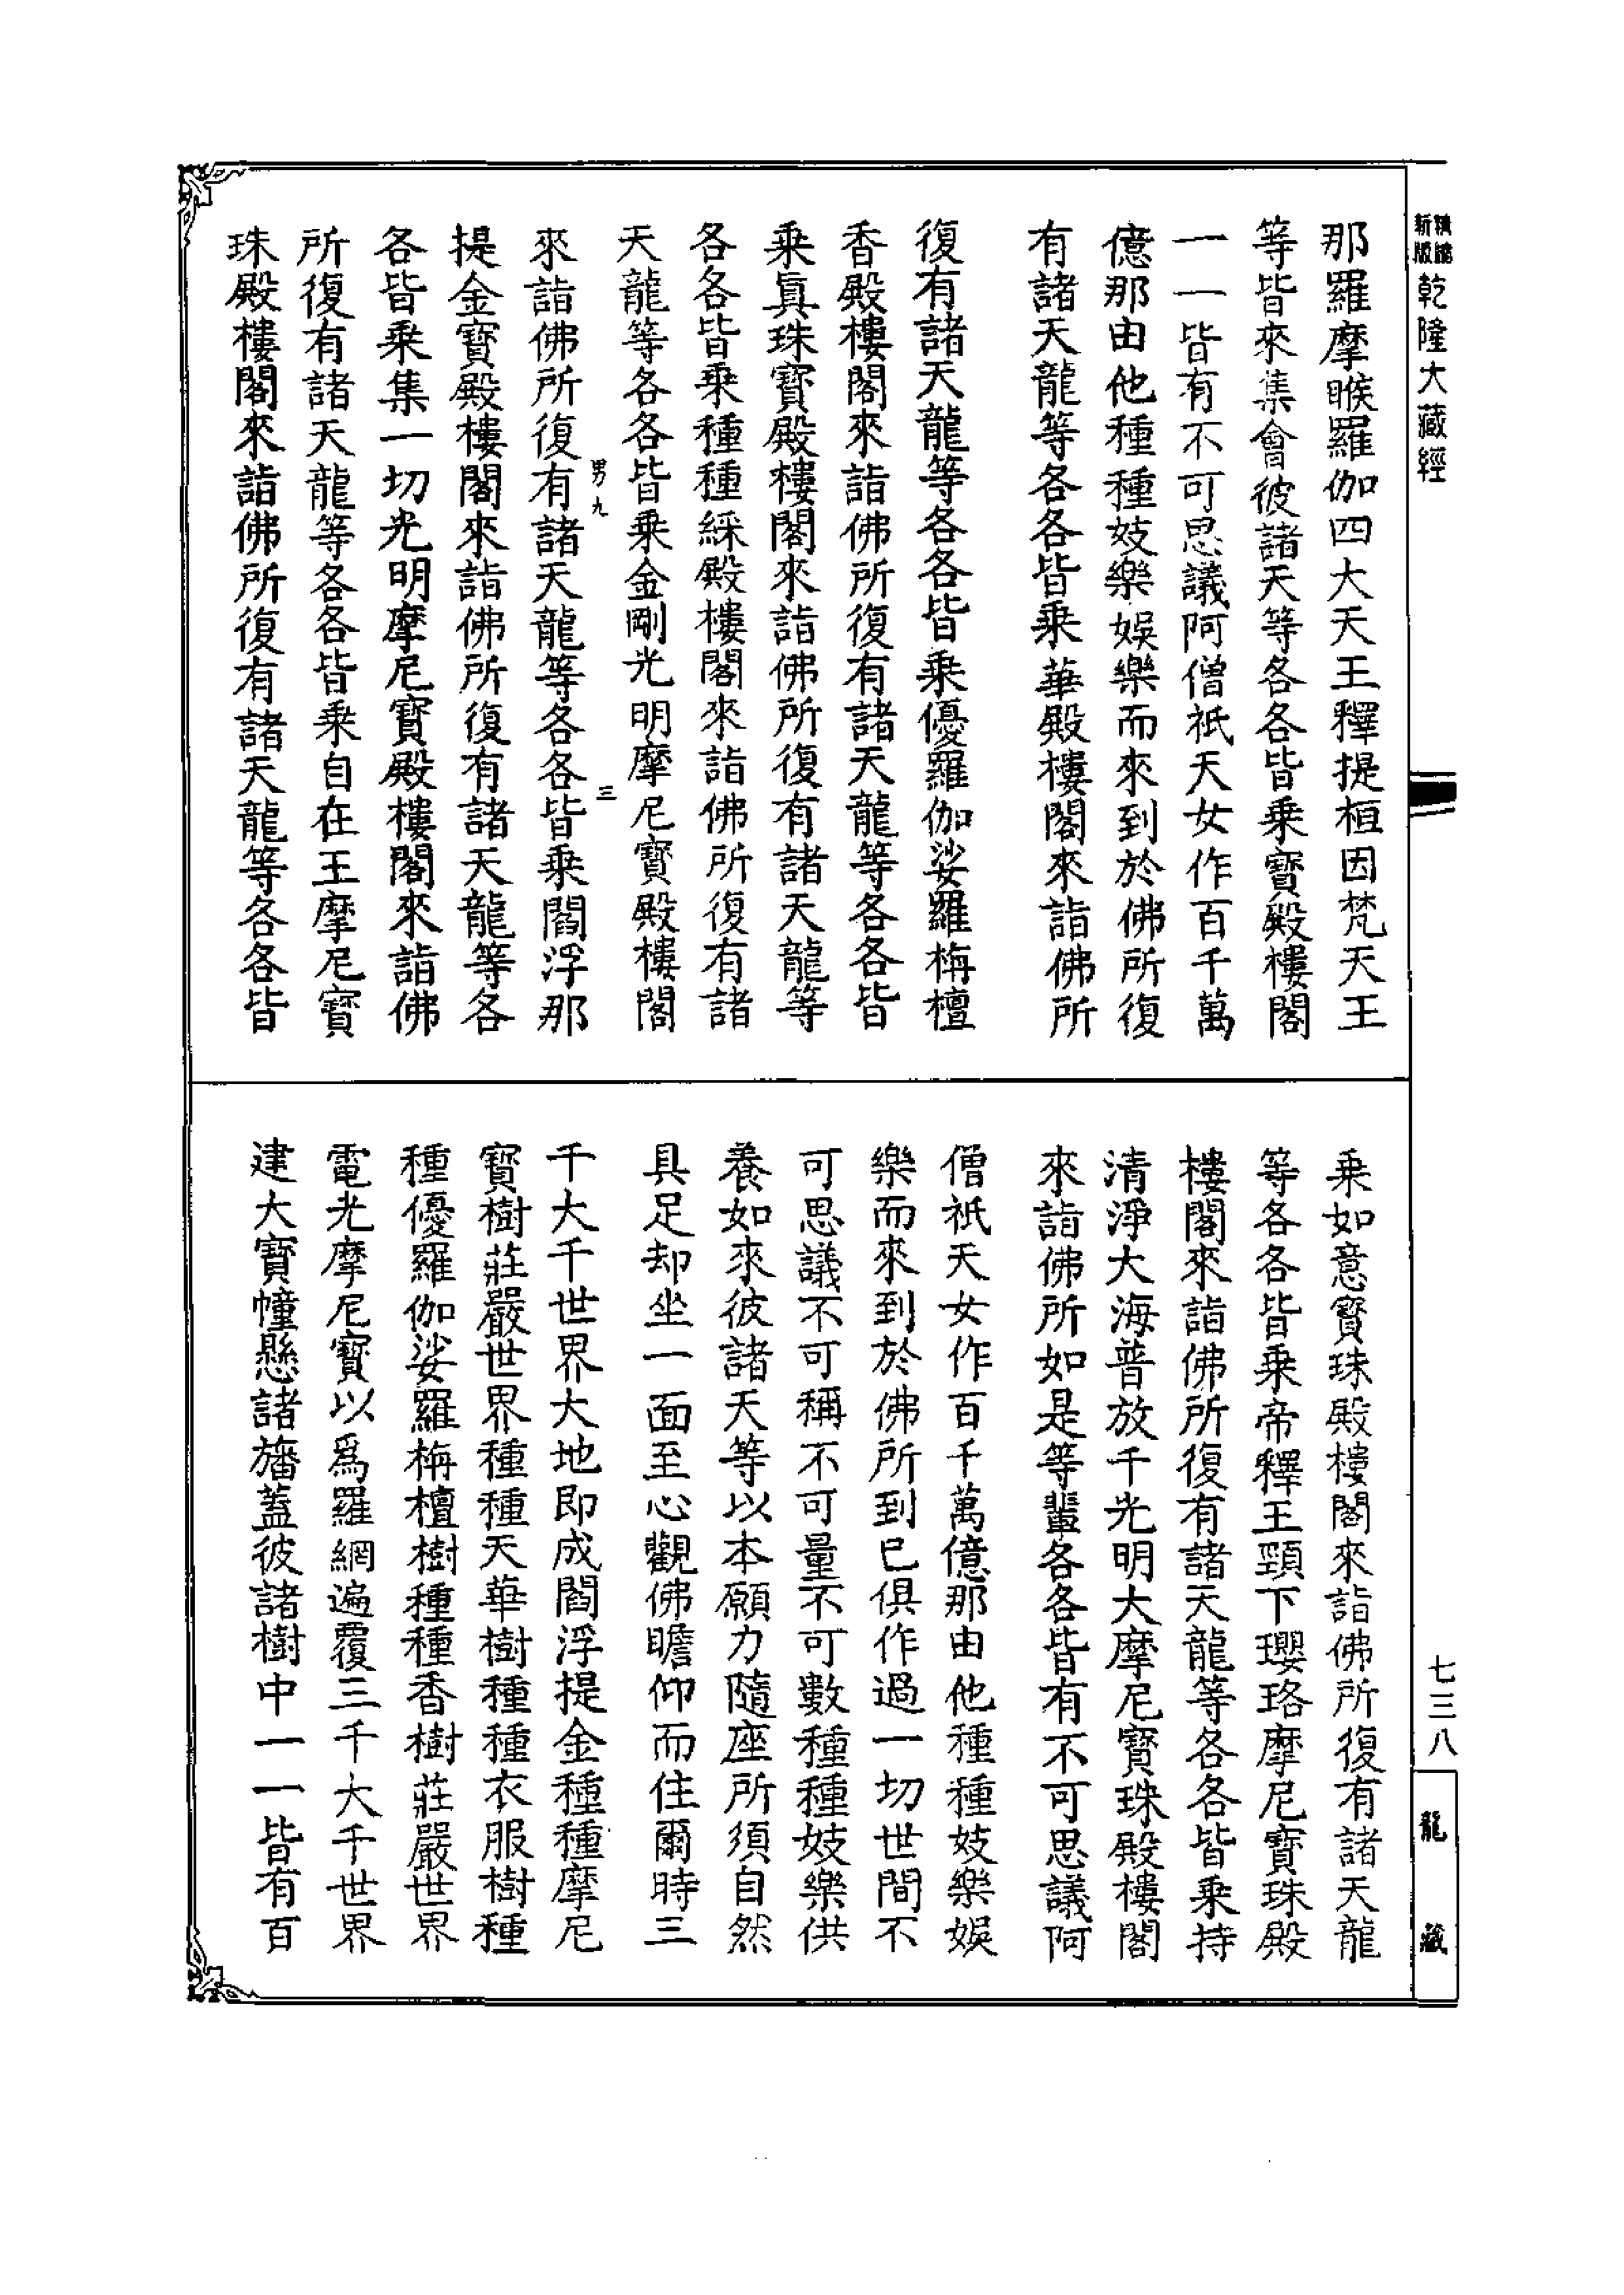 新版
乾隆大藏經
那羅摩睺羅伽四大天王釋提桓因梵天王
等皆來集會彼諸天等各各皆乘寶殿樓閣
一一皆有不可思議阿僧祇天女作百千萬
億那由他種種妓樂娛樂而來到於佛所復
有諸天龍等各各皆乘華殿樓閣來詣佛所
復有諸天龍等各各皆乘優羅伽娑羅栴檀
香殿樓閣來詣佛所復有諸天龍等各各皆
乘眞珠寶殿樓閣來詣佛所復有諸天龍等
各各皆乘種種綵殿樓閣來詣佛所復有諸
天龍等各各皆乘金剛光明摩尼寶殿樓閣
男九
三
來詣佛所復有諸天龍等各各皆乘閻浮那
提金寶殿樓閣來詣佛所復有諸天龍等各
各皆乘集一切光明摩尼寶殿樓閣來詣佛
所復有諸天龍等各各皆乘自在王摩尼寶
珠殿樓閣來詣佛所復有諸天龍等各各皆
乘如意寶珠殿樓閣來詣佛所復有諸天龍
等各各皆乘帝釋王頸下瓔珞摩尼寶珠殿
樓閣來詣佛所復有諸天龍等各各皆乘持
清淨大海普放千光明大摩尼寶珠殿樓閣
來詣佛所如是等輩各各皆有不可思議阿
僧祇天女作百千萬億那由他種種妓樂娛
樂而來到於佛所到已俱作過一切世間不
可思議不可稱不可量不可數種種妓樂供
養如來彼諸天等以本願力隨座所須自然
具足却坐一面至心觀佛瞻仰而住爾時三
千大千世界大地即成閻浮提金種種摩尼
寶樹莊嚴世界種種天華樹種種衣服樹種
種優羅伽娑羅栴檀樹種種香樹莊嚴世界
電光摩尼寶以爲羅網遍覆三千大千世界
建大寶幢懸諸旛蓋彼諸樹中一一皆有百
七三八
龍藏